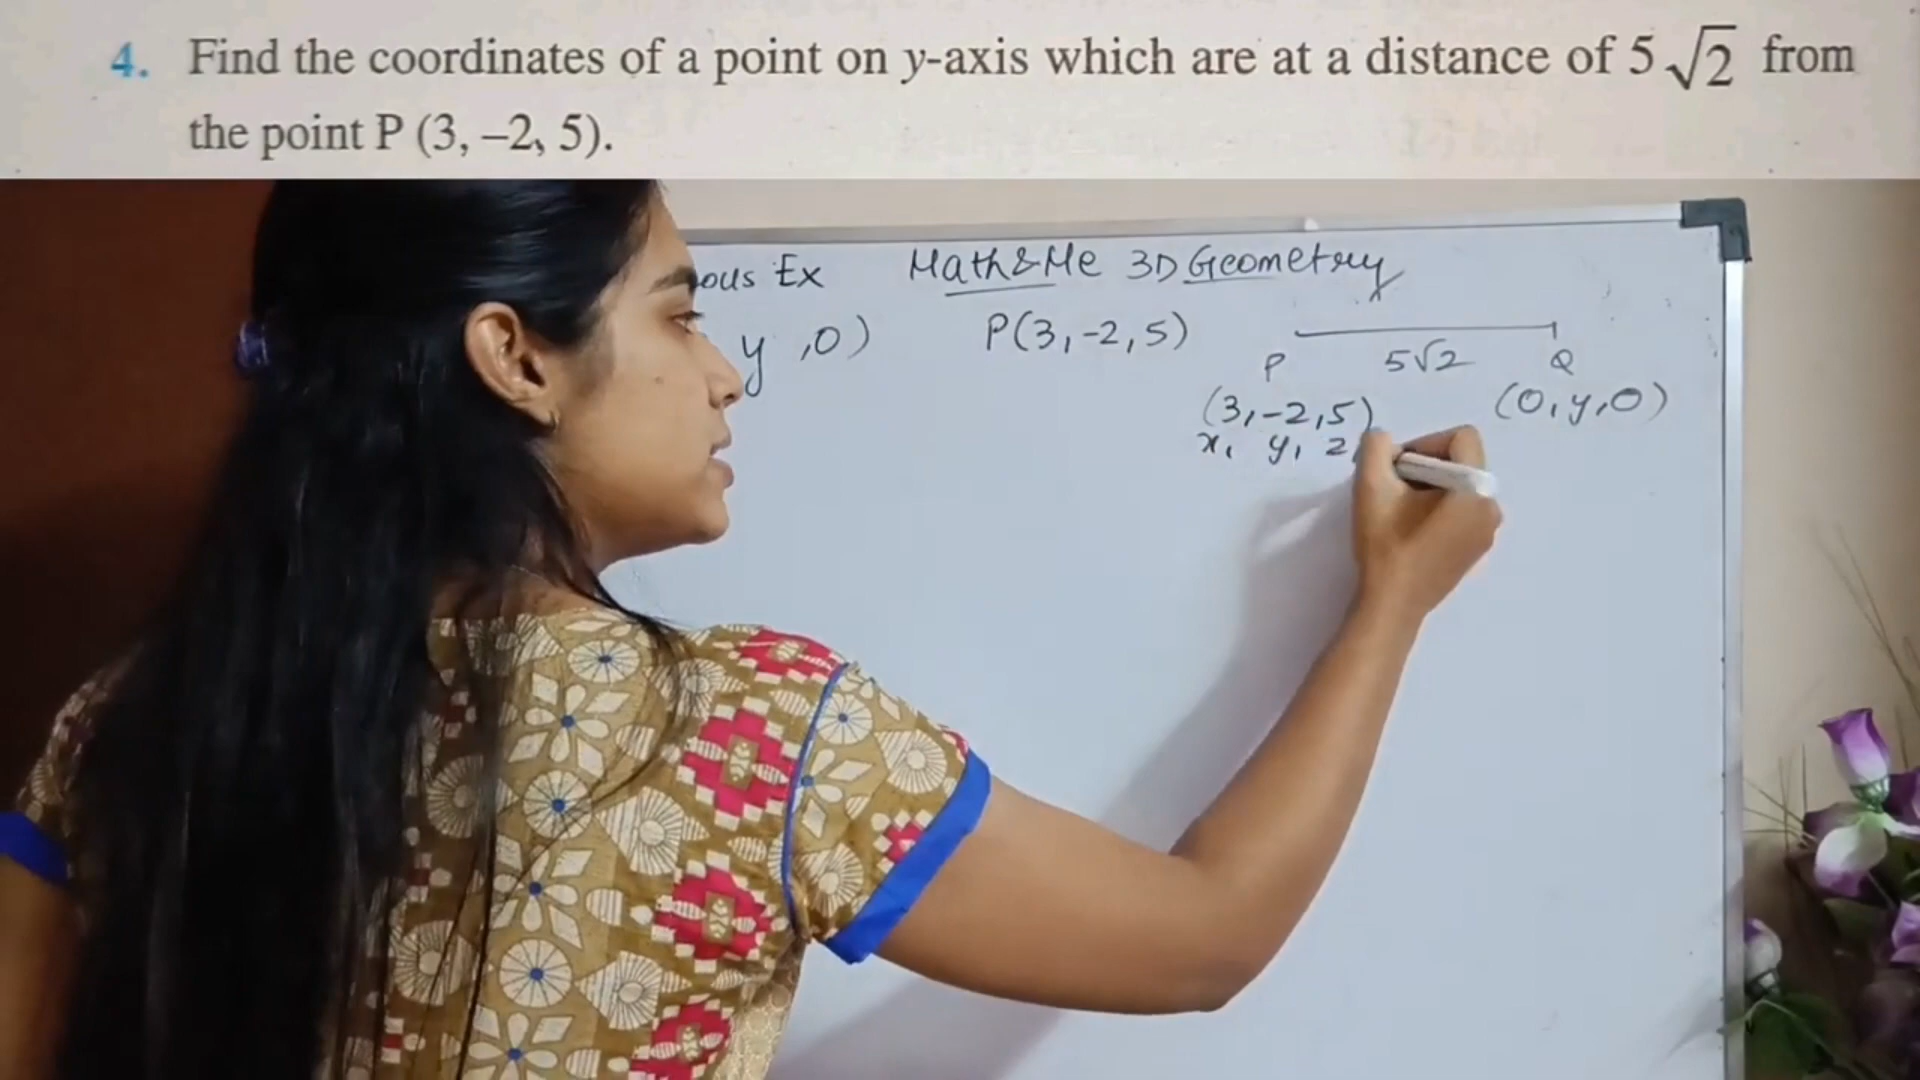 4. Find the coordinates of a point on y-axis which are at a distance of 5√2 from
the point P (3, –2, 5).
ous Ex Math&Me 3D Geometry
y ,0) P(3,-2,5)
P 5√2 Q
(3,-2,5) (0,y,0)
x₁ y₁ z